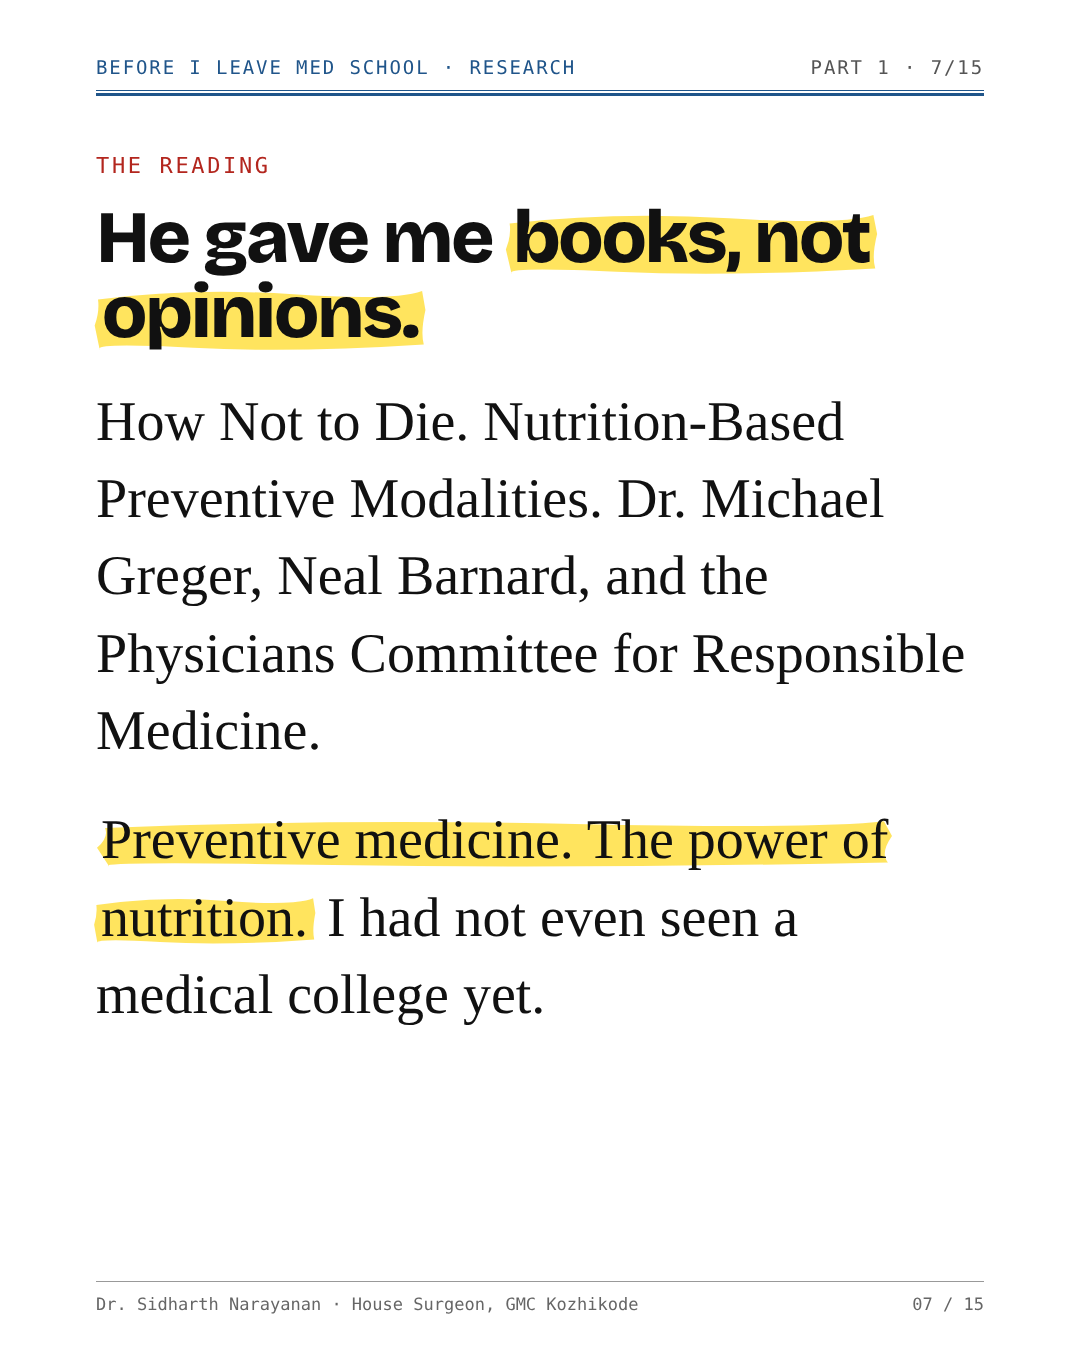 BEFORE I LEAVE MED SCHOOL · RESEARCH
PART 1 · 7/15
THE READING
He gave me books, not
opinions.
How Not to Die. Nutrition-Based
Preventive Modalities. Dr. Michael
Greger, Neal Barnard, and the
Physicians Committee for Responsible
Medicine.
Preventive medicine. The power of
nutrition. I had not even seen a
medical college yet.
Dr. Sidharth Narayanan · House Surgeon, GMC Kozhikode
07 / 15